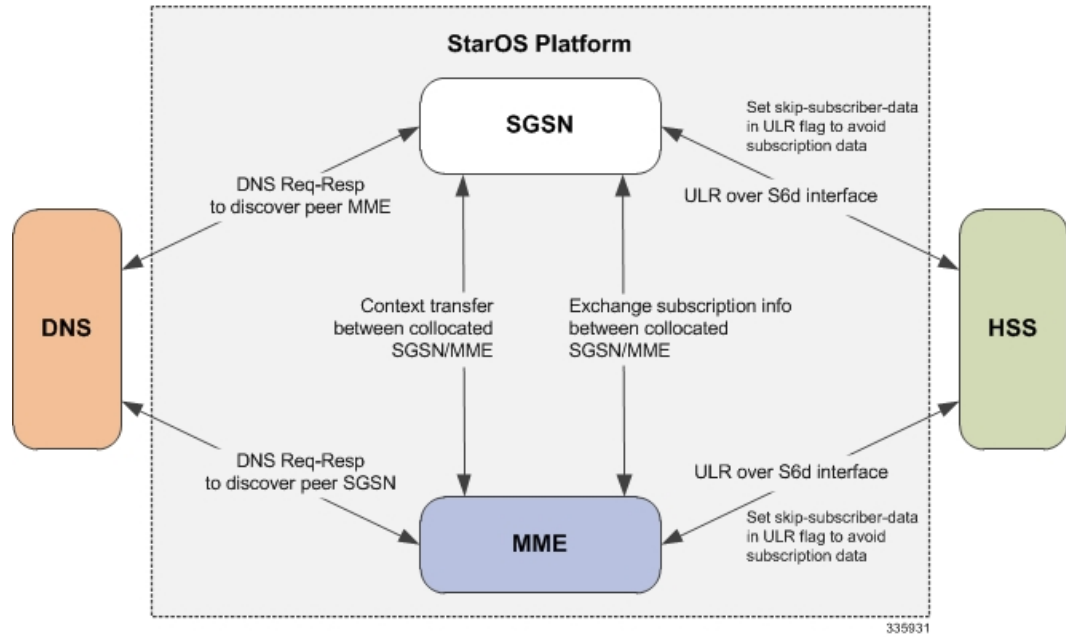 StarOS Platform
SGSN
Set skip-subscriber-data
in ULR flag to avoid
subscription data
DNS Req-Resp
to discover peer MME
ULR over S6d interface
DNS
Context transfer
between collocated
SGSN/MME
Exchange subscription info
between collocated
SGSN/MME
HSS
DNS Req-Resp
to discover peer SGSN
ULR over S6d interface
MME
Set skip-subscriber-data
in ULR flag to avoid
subscription data
335931